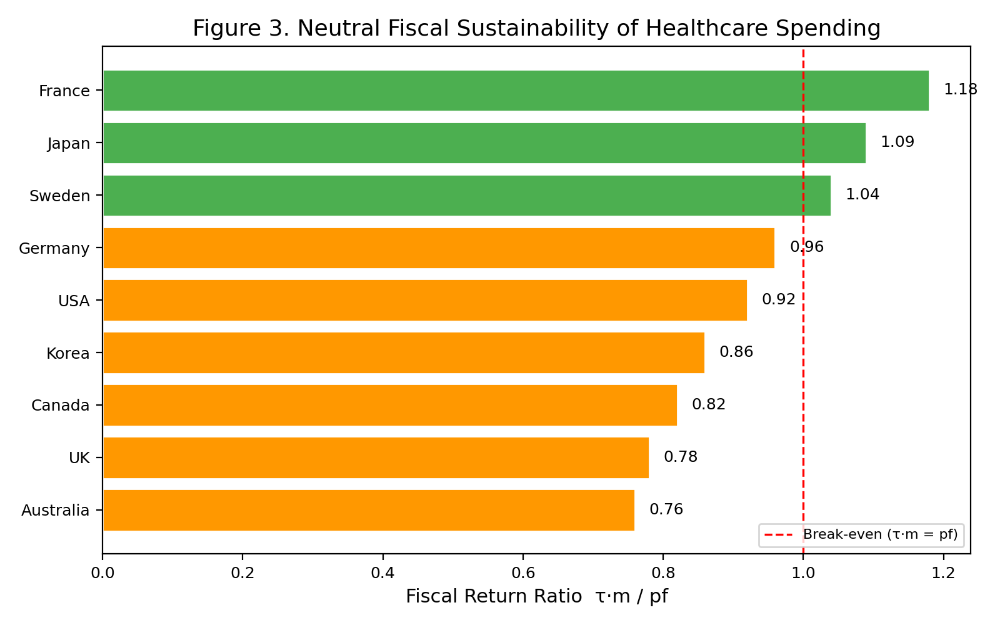 Figure 3. Neutral Fiscal Sustainability of Healthcare Spending
France
1.18
Japan
1.09
Sweden
1.04
Germany
0.96
USA
0.92
Korea
0.86
Canada
0.82
UK
0.78
Australia
0.76
Break-even (τ·m = pf)
0.0 0.2 0.4 0.6 0.8 1.0 1.2
Fiscal Return Ratio τ·m / pf